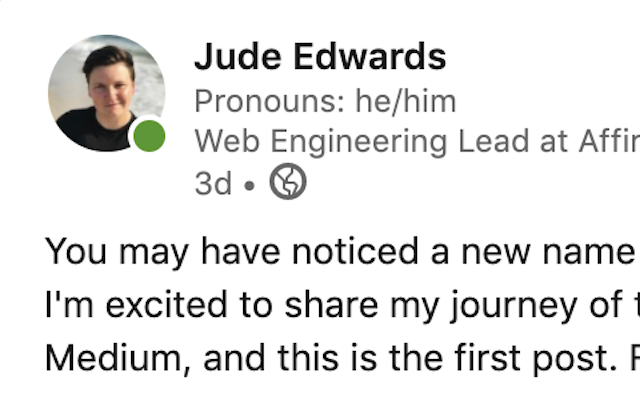 Jude Edwards
Pronouns: he/him
Web Engineering Lead at
3d •
You may have noticed a new name
I'm excited to share my journey of
Medium, and this is the first post.